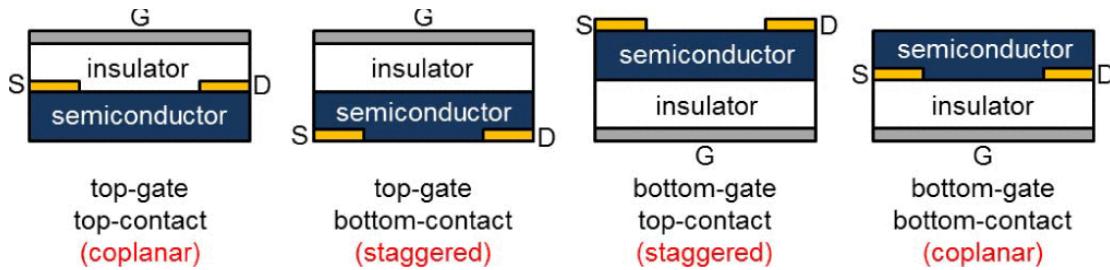 G
insulator
S
D
semiconductor
top-gate
top-contact
(coplanar)
G
insulator
semiconductor
S
D
top-gate
bottom-contact
(staggered)
S
D
semiconductor
insulator
G
bottom-gate
top-contact
(staggered)
semiconductor
S
D
insulator
G
bottom-gate
bottom-contact
(coplanar)